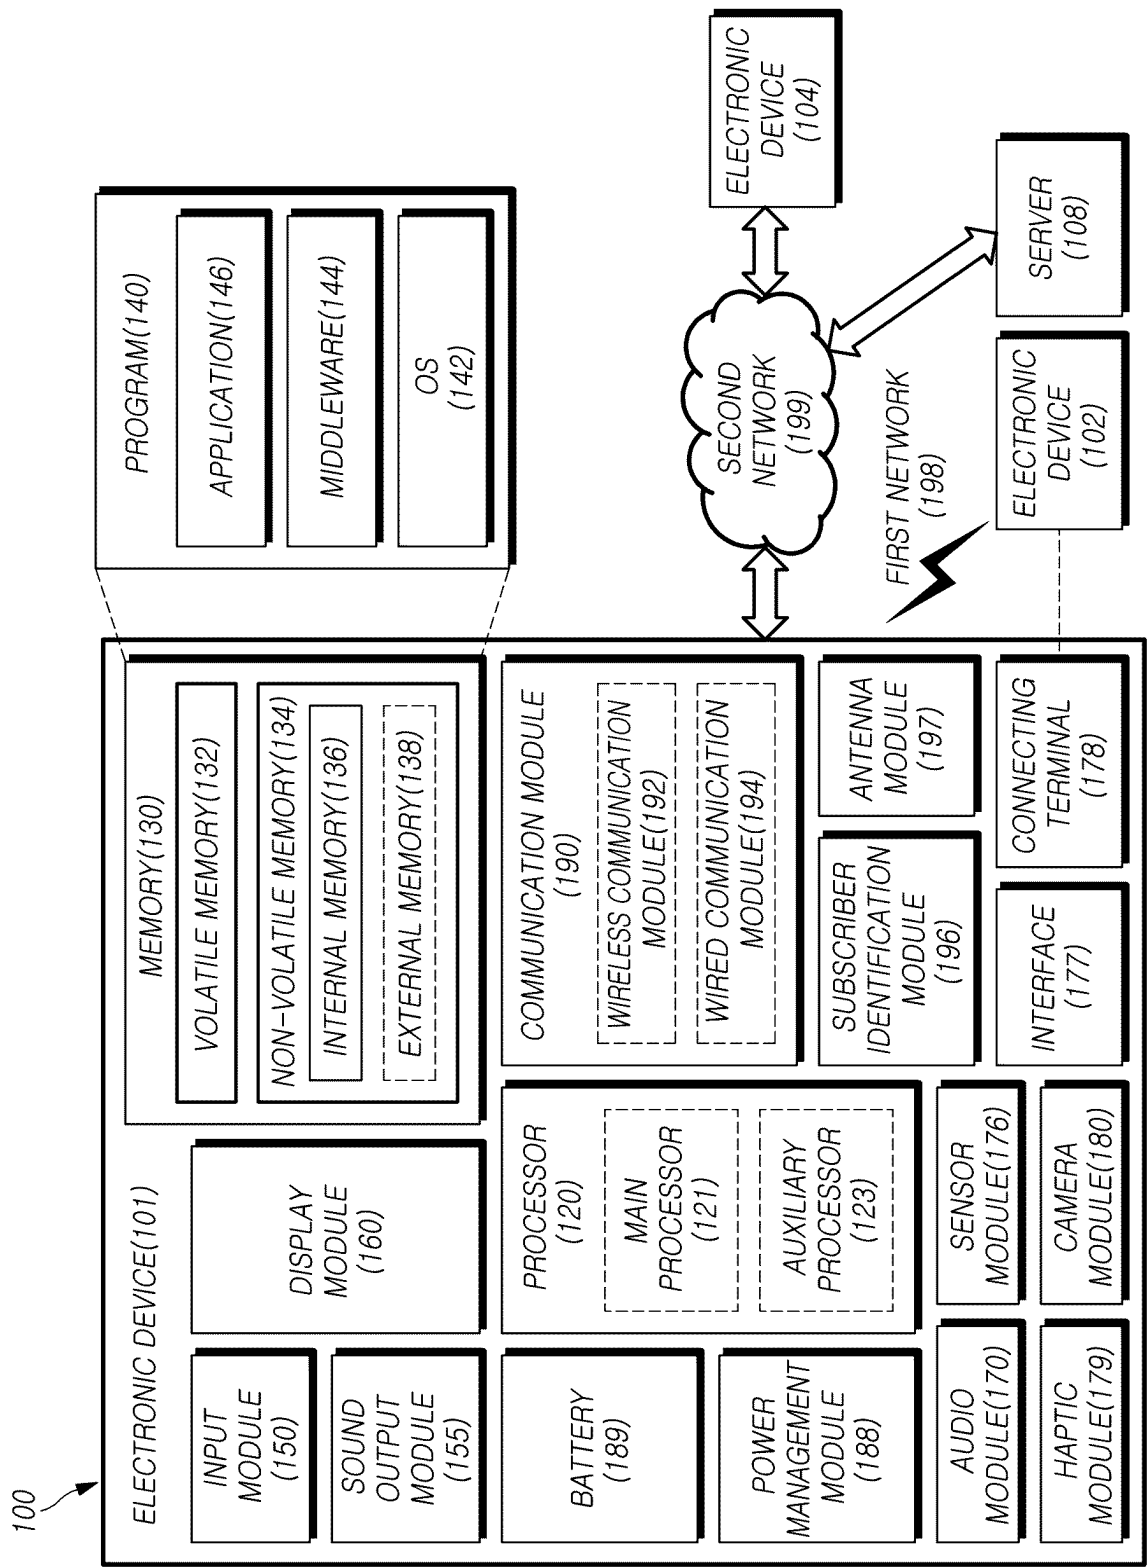 100
ELECTRONIC DEVICE(101)
INPUT
MODULE
(150)
SOUND
OUTPUT
MODULE
(155)
DISPLAY
MODULE
(160)
MEMORY(130)
VOLATILE MEMORY(132)
NON-VOLATILE MEMORY(134)
INTERNAL MEMORY(136)
EXTERNAL MEMORY(138)
PROGRAM(140)
APPLICATION(146)
MIDDLEWARE(144)
OS
(142)
BATTERY
(189)
POWER
MANAGEMENT
MODULE
(188)
PROCESSOR
(120)
MAIN
PROCESSOR
(121)
AUXILIARY
PROCESSOR
(123)
COMMUNICATION MODULE
(190)
WIRELESS COMMUNICATION
MODULE(192)
WIRED COMMUNICATION
MODULE(194)
SECOND
NETWORK
(199)
ELECTRONIC
DEVICE
(104)
SUBSCRIBER
IDENTIFICATION
MODULE
(196)
ANTENNA
MODULE
(197)
FIRST NETWORK
(198)
AUDIO
MODULE(170)
SENSOR
MODULE(176)
HAPTIC
MODULE(179)
CAMERA
MODULE(180)
INTERFACE
(177)
CONNECTING
TERMINAL
(178)
ELECTRONIC
DEVICE
(102)
SERVER
(108)